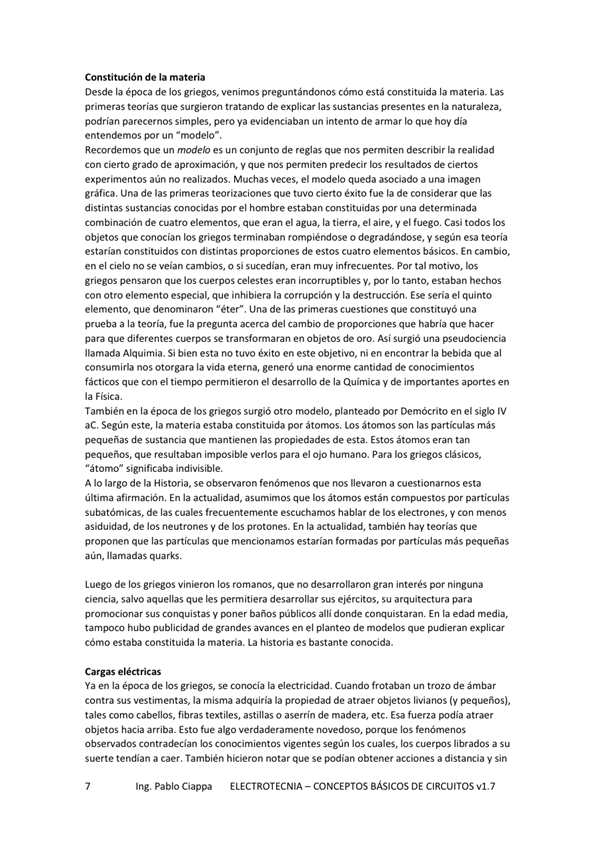 Constitución de la materia
Desde la época de los griegos, venimos preguntándonos cómo está constituida la materia. Las
primeras teorías que surgieron tratando de explicar las sustancias presentes en la naturaleza,
podrían parecernos simples, pero ya evidenciaban un intento de armar lo que hoy día
entendemos por un “modelo”.
Recordemos que un modelo es un conjunto de reglas que nos permiten describir la realidad
con cierto grado de aproximación, y que nos permiten predecir los resultados de ciertos
experimentos aún no realizados. Muchas veces, el modelo queda asociado a una imagen
gráfica. Una de las primeras teorizaciones que tuvo cierto éxito fue la de considerar que las
distintas sustancias conocidas por el hombre estaban constituidas por una determinada
combinación de cuatro elementos, que eran el agua, la tierra, el aire, y el fuego. Casi todos los
objetos que conocían los griegos terminaban rompiéndose o degradándose, y según esa teoría
estarían constituidos con distintas proporciones de estos cuatro elementos básicos. En cambio,
en el cielo no se veían cambios, o si sucedían, eran muy infrecuentes. Por tal motivo, los
griegos pensaron que los cuerpos celestes eran incorruptibles y, por lo tanto, estaban hechos
con otro elemento especial, que inhibiera la corrupción y la destrucción. Ese sería el quinto
elemento, que denominaron “éter”. Una de las primeras cuestiones que constituyó una
prueba a la teoría, fue la pregunta acerca del cambio de proporciones que habría que hacer
para que diferentes cuerpos se transformaran en objetos de oro. Así surgió una pseudociencia
llamada Alquimia. Si bien esta no tuvo éxito en este objetivo, ni en encontrar la bebida que al
consumirla nos otorgara la vida eterna, generó una enorme cantidad de conocimientos
fácticos que con el tiempo permitieron el desarrollo de la Química y de importantes aportes en
la Física.
También en la época de los griegos surgió otro modelo, planteado por Demócrito en el siglo IV
aC. Según este, la materia estaba constituida por átomos. Los átomos son las partículas más
pequeñas de sustancia que mantienen las propiedades de esta. Estos átomos eran tan
pequeños, que resultaban imposible verlos para el ojo humano. Para los griegos clásicos,
“átomo” significaba indivisible.
A lo largo de la Historia, se observaron fenómenos que nos llevaron a cuestionarnos esta
última afirmación. En la actualidad, asumimos que los átomos están compuestos por partículas
subatómicas, de las cuales frecuentemente escuchamos hablar de los electrones, y con menos
asiduidad, de los neutrones y de los protones. En la actualidad, también hay teorías que
proponen que las partículas que mencionamos estarían formadas por partículas más pequeñas
aún, llamadas quarks.
Luego de los griegos vinieron los romanos, que no desarrollaron gran interés por ninguna
ciencia, salvo aquellas que les permitiera desarrollar sus ejércitos, su arquitectura para
promocionar sus conquistas y poner baños públicos allí donde conquistaran. En la edad media,
tampoco hubo publicidad de grandes avances en el planteo de modelos que pudieran explicar
cómo estaba constituida la materia. La historia es bastante conocida.
Cargas eléctricas
Ya en la época de los griegos, se conocía la electricidad. Cuando frotaban un trozo de ámbar
contra sus vestimentas, la misma adquiría la propiedad de atraer objetos livianos (y pequeños),
tales como cabellos, fibras textiles, astillas o aserrín de madera, etc. Esa fuerza podía atraer
objetos hacia arriba. Esto fue algo verdaderamente novedoso, porque los fenómenos
observados contradecían los conocimientos vigentes según los cuales, los cuerpos librados a su
suerte tendían a caer. También hicieron notar que se podían obtener acciones a distancia y sin
7 Ing. Pablo Ciappa ELECTROTECNIA – CONCEPTOS BÁSICOS DE CIRCUITOS v1.7